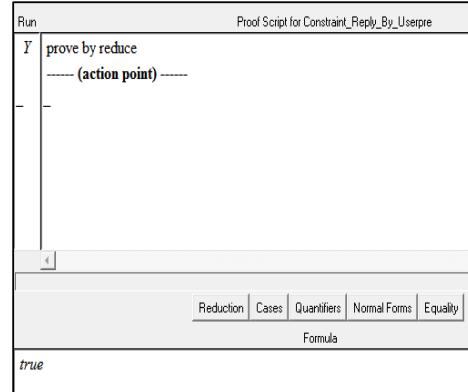 Run Proof Script for Constraint_Reply_By_Userpre
Y prove by reduce
------ (action point) ------
Reduction Cases Quantifiers Normal Forms Equality
Formula
true